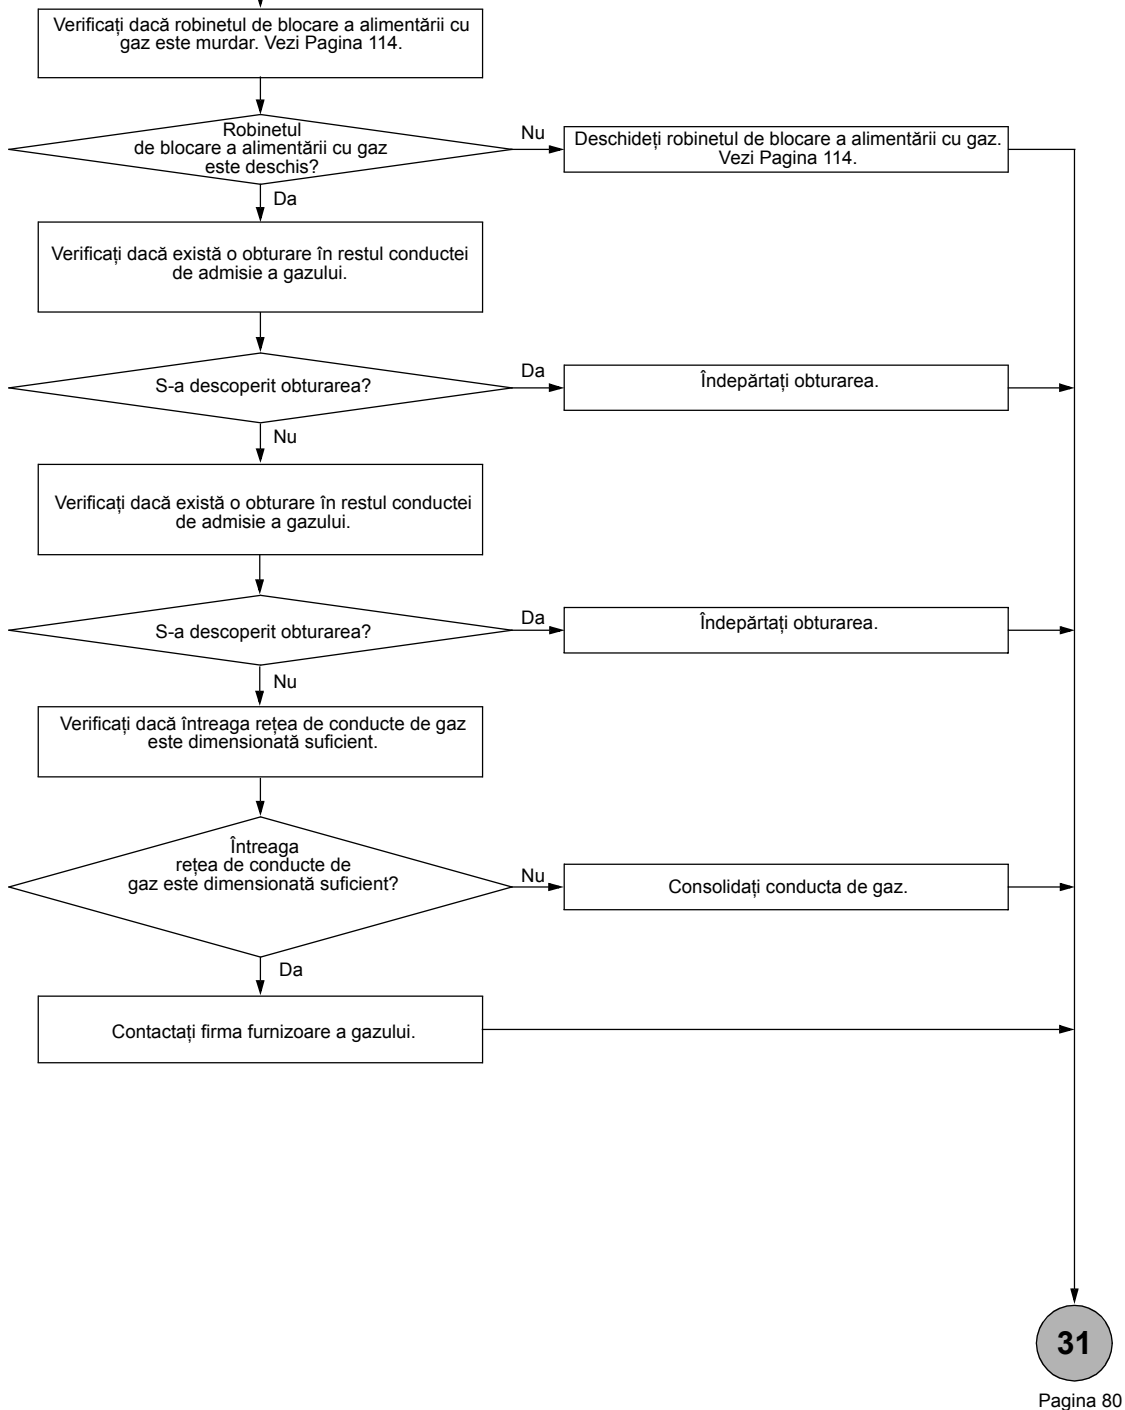 Verificați dacă robinetul de blocare a alimentării cu
gaz este murdar. Vezi Pagina 114.
Robinetul
de blocare a alimentării cu gaz
este deschis?
Nu
Deschideți robinetul de blocare a alimentării cu gaz.
Vezi Pagina 114.
Da
Verificați dacă există o obturare în restul conductei
de admisie a gazului.
S-a descoperit obturarea?
Da
Îndepărtați obturarea.
Nu
Verificați dacă există o obturare în restul conductei
de admisie a gazului.
S-a descoperit obturarea?
Da
Îndepărtați obturarea.
Nu
Verificați dacă întreaga rețea de conducte de gaz
este dimensionată suficient.
Întreaga
rețea de conducte de
gaz este dimensionată suficient?
Nu
Consolidați conducta de gaz.
Da
Contactați firma furnizoare a gazului.
31
Pagina 80